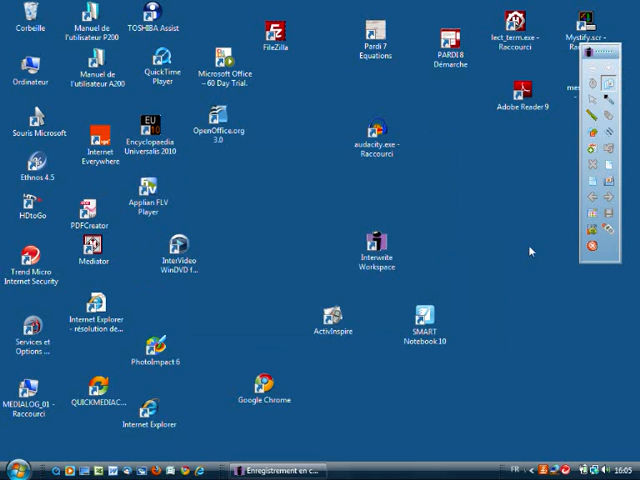 Corbeille
Manuel de
l'utilisateur P200
TOSHIBA Assist
FileZilla
Pardi 7
Equations
PARDI 8
Démarche
lect_term.exe -
Raccourci
Mystify.scr -
Ordinateur
Manuel de
l'utilisateur A200
QuickTime
Player
Microsoft Office
- 60 Day Trial.
Adobe Reader 9
Souris Microsoft
Internet
Everywhere
EU
Encyclopaedia
Universalis 2010
OpenOffice.org
3.0
audacity.exe -
Raccourci
Ethnos 4.5
HDtoGo
PDFCreator
Applian FLV
Player
Mediator
InterVideo
WinDVD f...
Interwrite
Workspace
Trend Micro
Internet Security
Internet Explorer
- résolution de...
ActivInspire
SMART
Notebook 10
Services et
Options ...
PhotoImpact 6
MEDIALOG_01 -
Raccourci
QUICKMEDIAC...
Internet Explorer
Google Chrome
Enregistrement en c...
FR
16:05